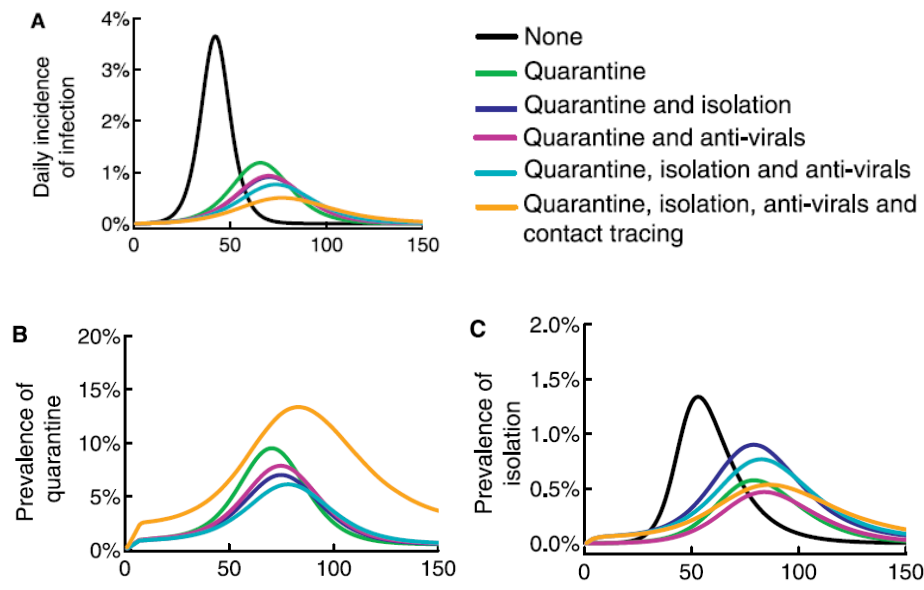 A
Daily incidence
of infection
4%
3%
2%
1%
0%
0
50
100
150
None
Quarantine
Quarantine and isolation
Quarantine and anti-virals
Quarantine, isolation and anti-virals
Quarantine, isolation, anti-virals and
contact tracing
B
Prevalence of
quarantine
20%
15%
10%
5%
0%
0
50
100
150
C
Prevalence of
isolation
2.0%
1.5%
1.0%
0.5%
0.0%
0
50
100
150